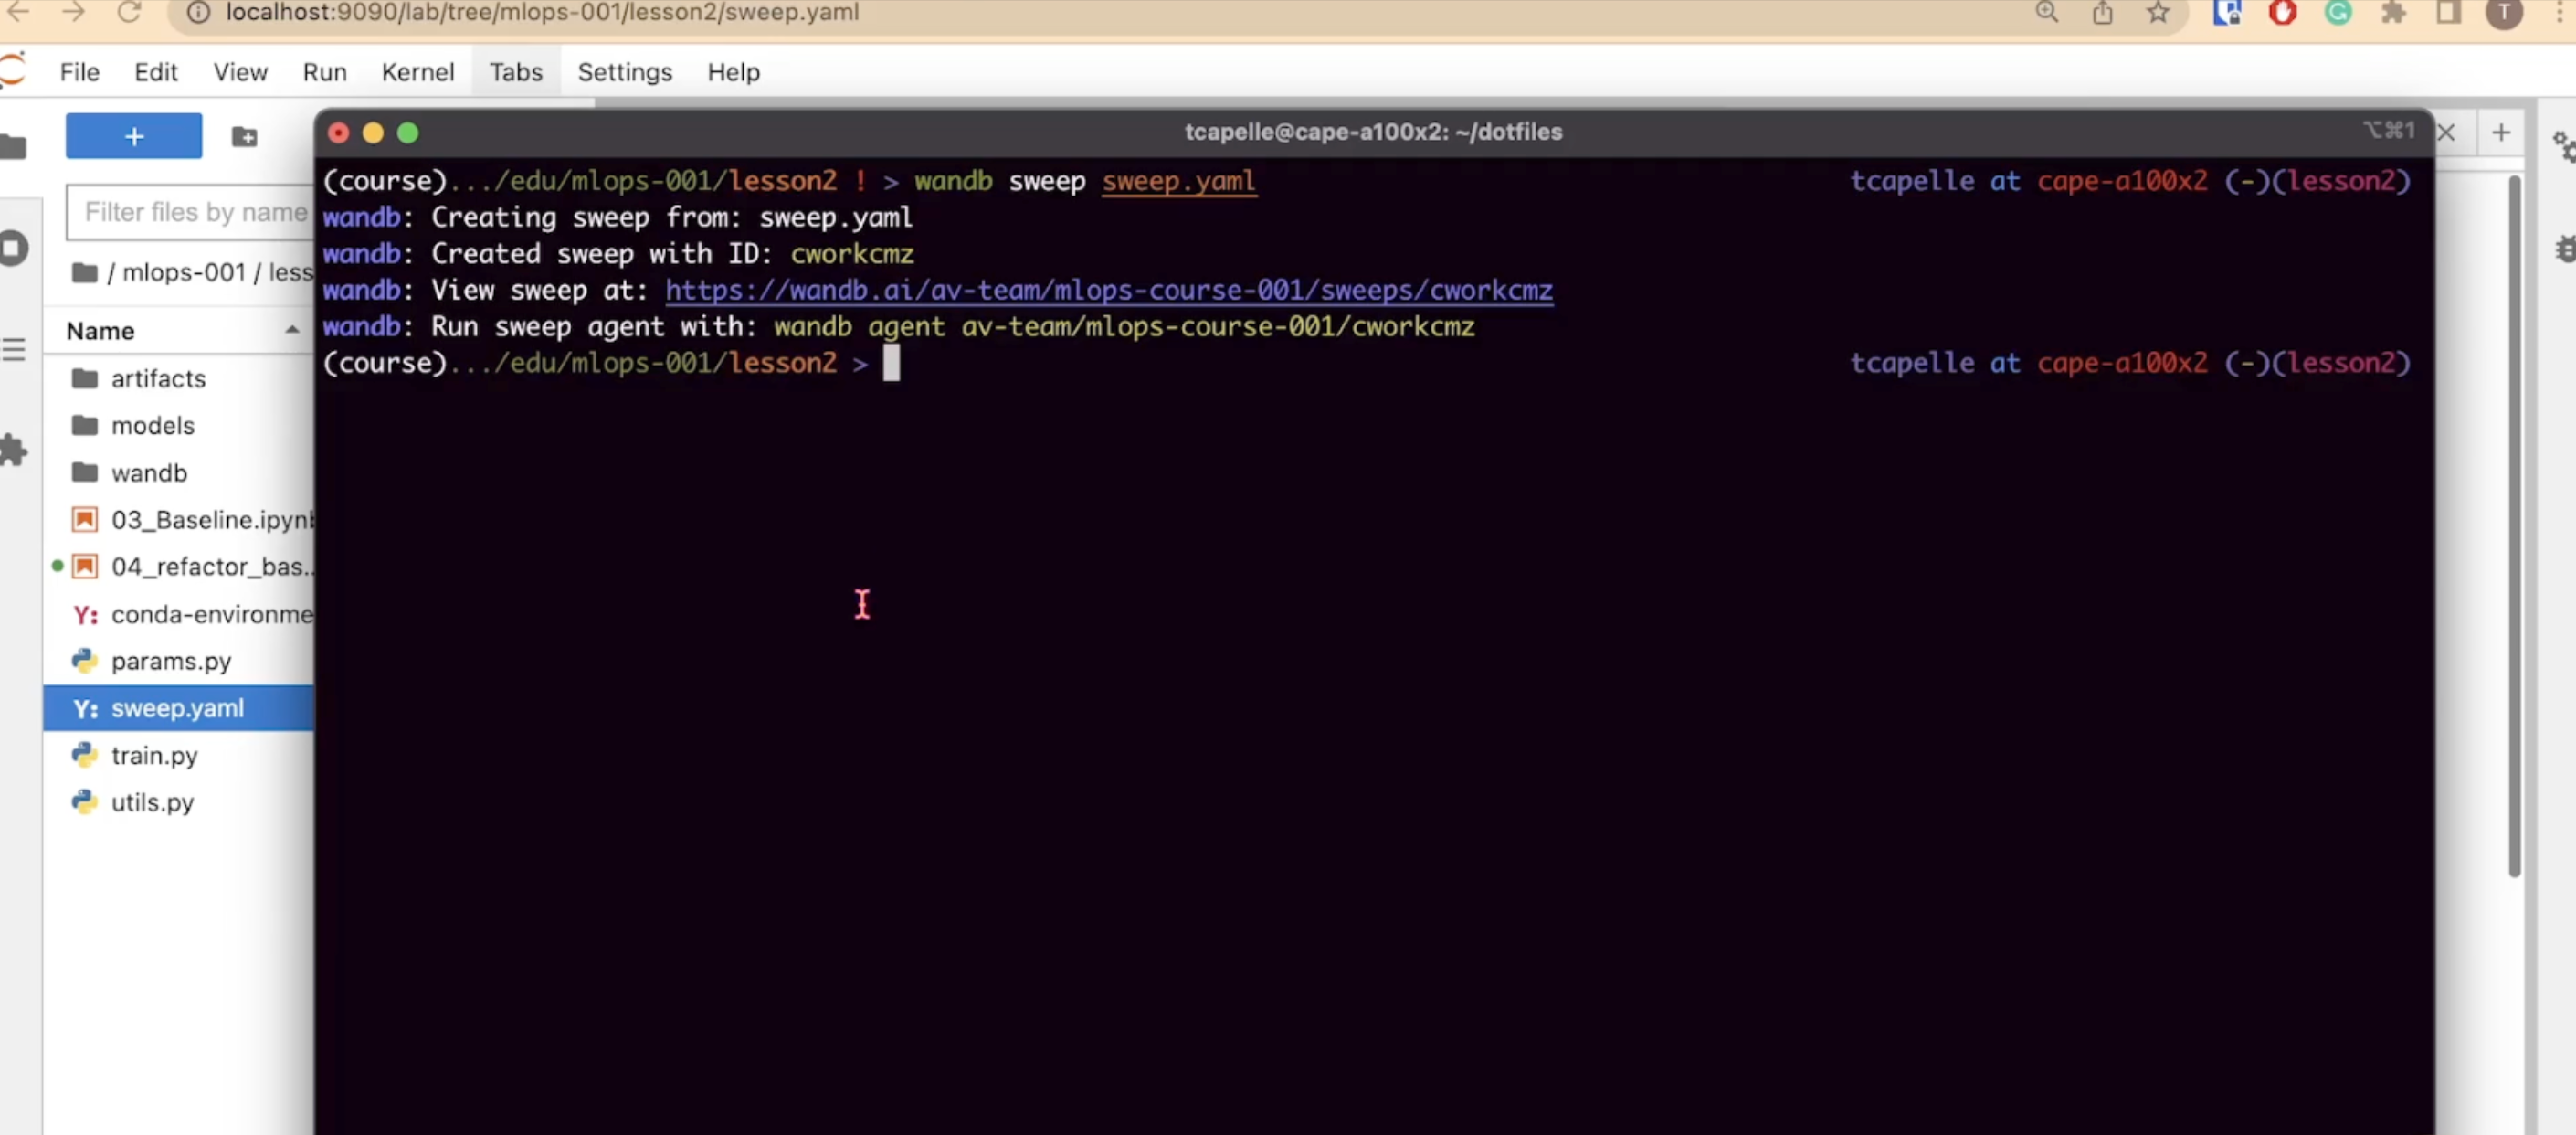 localhost:9090/lab/tree/mlops-001/lesson2/sweep.yaml
T
File Edit View Run Kernel Tabs Settings Help
+
tcapelle@cape-a100x2: ~/dotfiles
⌥⌘1
(course).../edu/mlops-001/lesson2 ! > wandb sweep sweep.yaml tcapelle at cape-a100x2 (-)(lesson2)
Filter files by name
wandb: Creating sweep from: sweep.yaml
wandb: Created sweep with ID: cworkcmz
/ mlops-001 / less
wandb: View sweep at: https://wandb.ai/av-team/mlops-course-001/sweeps/cworkcmz
wandb: Run sweep agent with: wandb agent av-team/mlops-course-001/cworkcmz
(course).../edu/mlops-001/lesson2 > tcapelle at cape-a100x2 (-)(lesson2)
Name
artifacts
models
wandb
03_Baseline.ipynb
04_refactor_bas..
Y: conda-environme
params.py
Y: sweep.yaml
train.py
utils.py